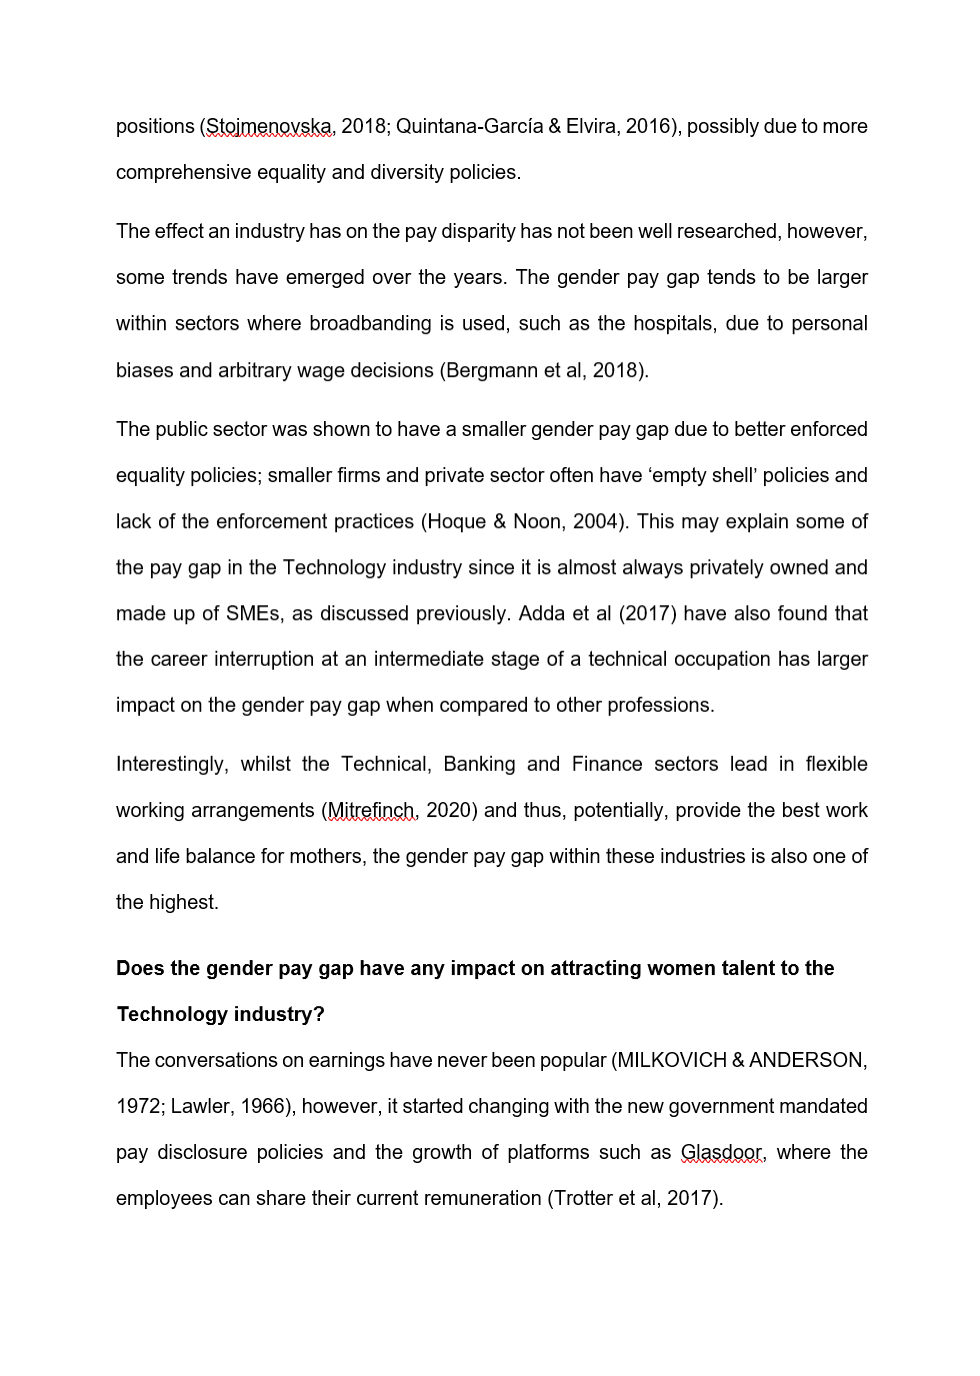 positions (Stojmenovska, 2018; Quintana-García & Elvira, 2016), possibly due to more
comprehensive equality and diversity policies.
The effect an industry has on the pay disparity has not been well researched, however,
some trends have emerged over the years. The gender pay gap tends to be larger
within sectors where broadbanding is used, such as the hospitals, due to personal
biases and arbitrary wage decisions (Bergmann et al, 2018).
The public sector was shown to have a smaller gender pay gap due to better enforced
equality policies; smaller firms and private sector often have ‘empty shell’ policies and
lack of the enforcement practices (Hoque & Noon, 2004). This may explain some of
the pay gap in the Technology industry since it is almost always privately owned and
made up of SMEs, as discussed previously. Adda et al (2017) have also found that
the career interruption at an intermediate stage of a technical occupation has larger
impact on the gender pay gap when compared to other professions.
Interestingly, whilst the Technical, Banking and Finance sectors lead in flexible
working arrangements (Mitrefinch, 2020) and thus, potentially, provide the best work
and life balance for mothers, the gender pay gap within these industries is also one of
the highest.
Does the gender pay gap have any impact on attracting women talent to the
Technology industry?
The conversations on earnings have never been popular (MILKOVICH & ANDERSON,
1972; Lawler, 1966), however, it started changing with the new government mandated
pay disclosure policies and the growth of platforms such as Glasdoor, where the
employees can share their current remuneration (Trotter et al, 2017).